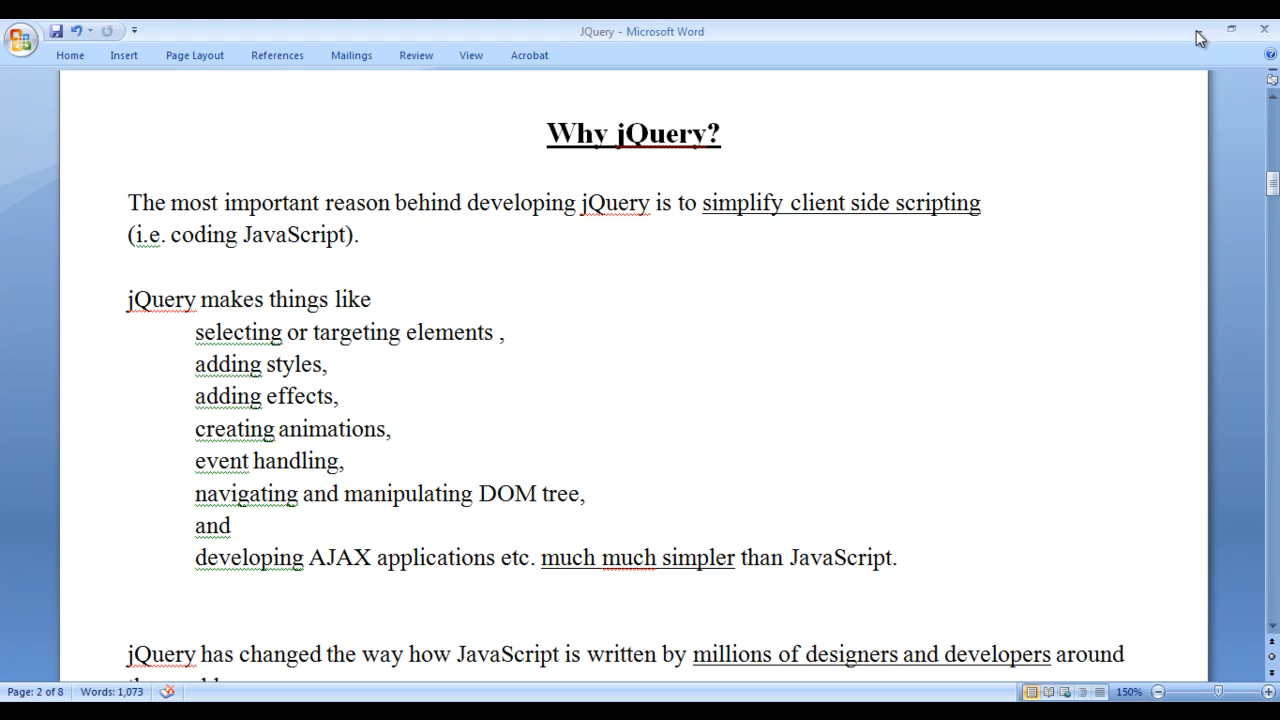 JQuery - Microsoft Word
Home Insert Page Layout References Mailings Review View Acrobat
Why jQuery?
The most important reason behind developing jQuery is to simplify client side scripting
(i.e. coding JavaScript).
jQuery makes things like
selecting or targeting elements ,
adding styles,
adding effects,
creating animations,
event handling,
navigating and manipulating DOM tree,
and
developing AJAX applications etc. much much simpler than JavaScript.
jQuery has changed the way how JavaScript is written by millions of designers and developers around
Page: 2 of 8 Words: 1,073 150%